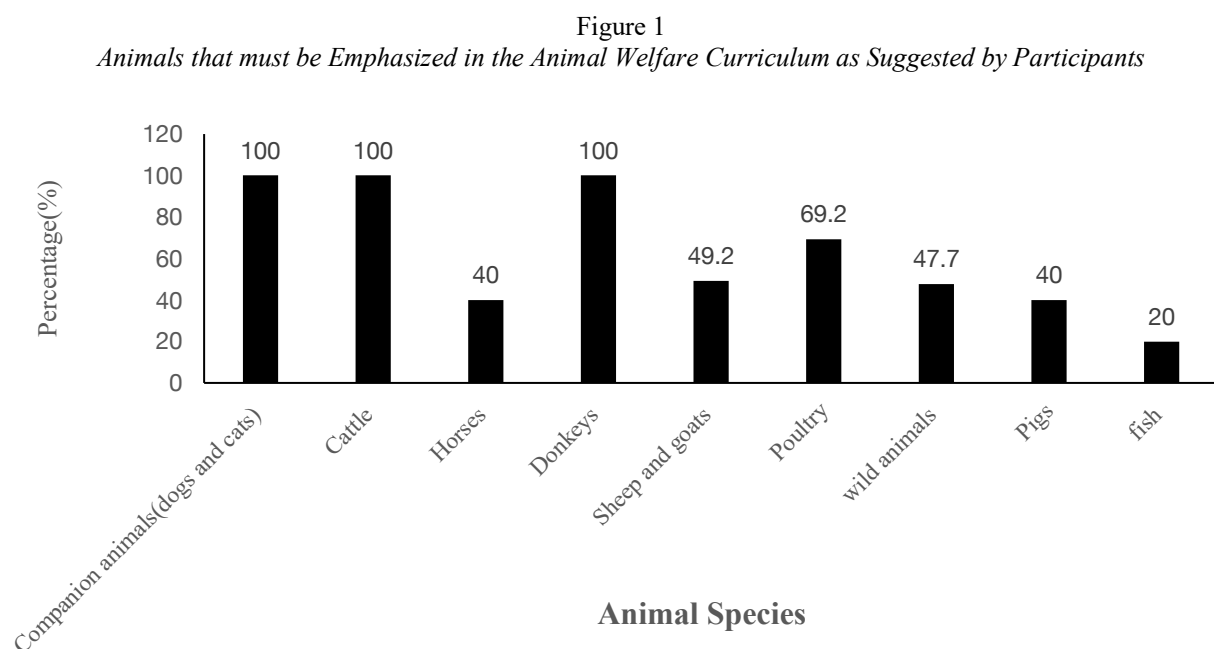 Figure 1
Animals that must be Emphasized in the Animal Welfare Curriculum as Suggested by Participants
Percentage(%)
120
100
80
60
40
20
0
100
100
40
100
49.2
69.2
47.7
40
20
Companion animals(dogs and cats)
Cattle
Horses
Donkeys
Sheep and goats
Poultry
wild animals
Pigs
fish
Animal Species